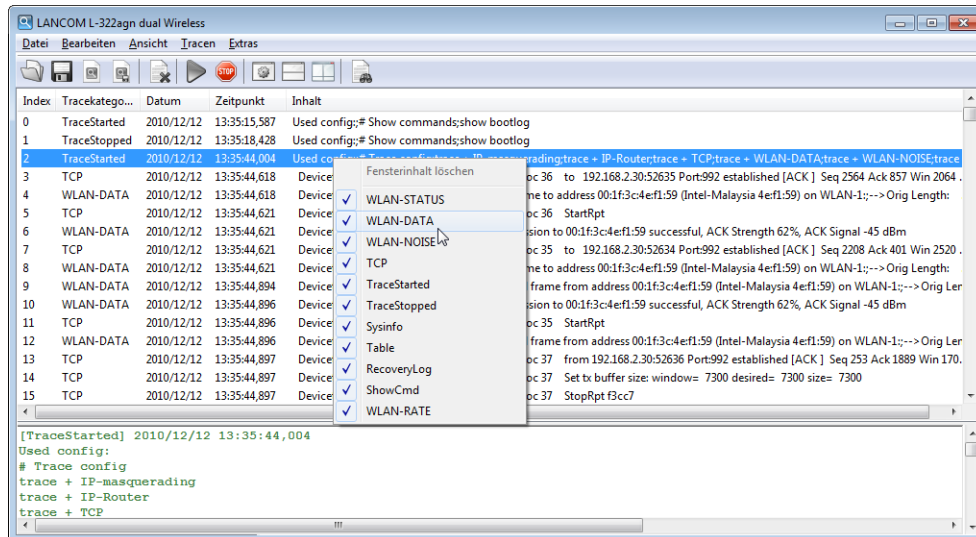 LANCOM L-322agn dual Wireless
Datei Bearbeiten Ansicht Tracen Extras
STOP
Index Tracekatego... Datum Zeitpunkt Inhalt
0 TraceStarted 2010/12/12 13:35:15,587 Used config:;# Show commands;show bootlog
1 TraceStopped 2010/12/12 13:35:18,428 Used config:;# Show commands;show bootlog
2 TraceStarted 2010/12/12 13:35:44,004 Used config:;# Trace config;trace + IP-masquerading;trace + IP-Router;trace + TCP;trace + WLAN-DATA;trace + WLAN-NOISE;trace
3 TCP 2010/12/12 13:35:44,618 Device oc 36 to 192.168.2.30:52635 Port:992 established [ACK ] Seq 2564 Ack 857 Win 2064 .
4 WLAN-DATA 2010/12/12 13:35:44,618 Device me to address 00:1f:3c:4e:f1:59 (Intel-Malaysia 4e:f1:59) on WLAN-1:;--> Orig Length:
5 TCP 2010/12/12 13:35:44,621 Device oc 36 StartRpt
6 WLAN-DATA 2010/12/12 13:35:44,621 Device sion to 00:1f:3c:4e:f1:59 successful, ACK Strength 62%, ACK Signal -45 dBm
7 TCP 2010/12/12 13:35:44,621 Device oc 35 to 192.168.2.30:52634 Port:992 established [ACK ] Seq 2208 Ack 401 Win 2520 .
8 WLAN-DATA 2010/12/12 13:35:44,621 Device me to address 00:1f:3c:4e:f1:59 (Intel-Malaysia 4e:f1:59) on WLAN-1:;--> Orig Length:
9 WLAN-DATA 2010/12/12 13:35:44,894 Device frame from address 00:1f:3c:4e:f1:59 (Intel-Malaysia 4e:f1:59) on WLAN-1:;--> Orig Len
10 WLAN-DATA 2010/12/12 13:35:44,896 Device sion to 00:1f:3c:4e:f1:59 successful, ACK Strength 62%, ACK Signal -45 dBm
11 TCP 2010/12/12 13:35:44,896 Device oc 35 StartRpt
12 WLAN-DATA 2010/12/12 13:35:44,896 Device frame from address 00:1f:3c:4e:f1:59 (Intel-Malaysia 4e:f1:59) on WLAN-1:;--> Orig Len
13 TCP 2010/12/12 13:35:44,897 Device oc 37 from 192.168.2.30:52636 Port:992 established [ACK ] Seq 253 Ack 1889 Win 170.
14 TCP 2010/12/12 13:35:44,897 Device oc 37 Set tx buffer size: window= 7300 desired= 7300 size= 7300
15 TCP 2010/12/12 13:35:44,897 Device oc 37 StopRpt f3cc7
Fensterinhalt löschen
WLAN-STATUS
WLAN-DATA
WLAN-NOISE
TCP
TraceStarted
TraceStopped
Sysinfo
Table
RecoveryLog
ShowCmd
WLAN-RATE
[TraceStarted] 2010/12/12 13:35:44,004
Used config:
# Trace config
trace + IP-masquerading
trace + IP-Router
trace + TCP